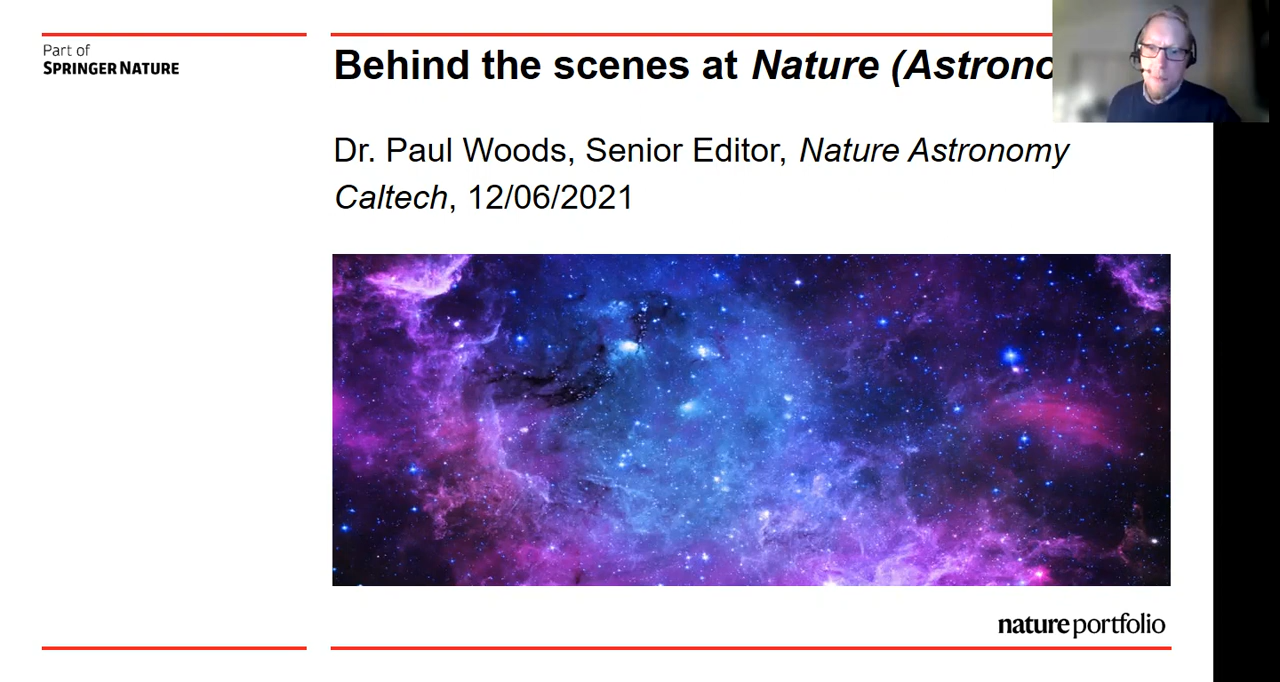 Part of
SPRINGER NATURE
Behind the scenes at Nature (Astrono
Dr. Paul Woods, Senior Editor, Nature Astronomy
Caltech, 12/06/2021
nature portfolio